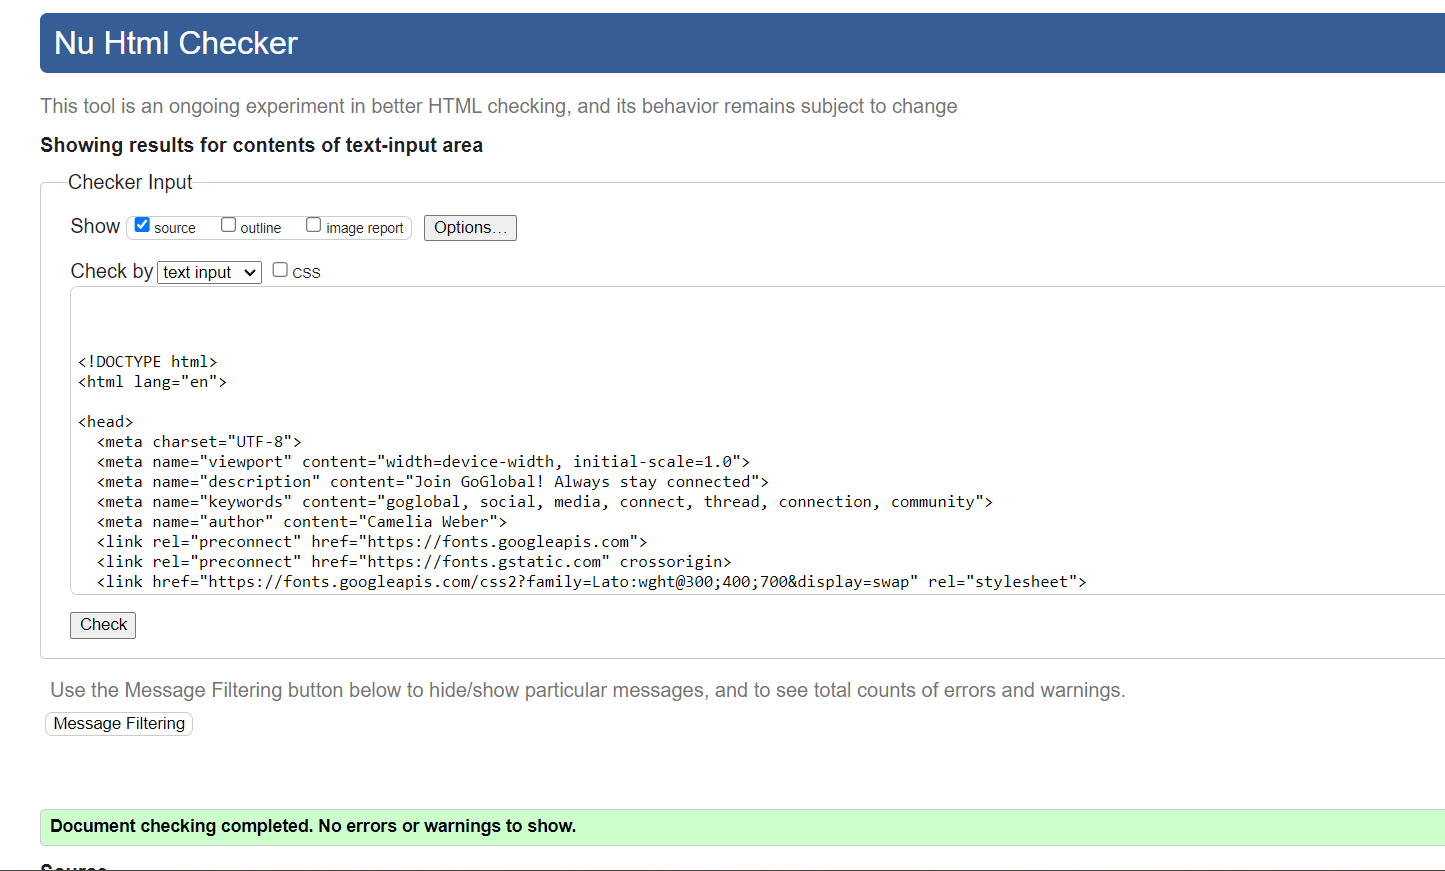 Nu Html Checker
This tool is an ongoing experiment in better HTML checking, and its behavior remains subject to change
Showing results for contents of text-input area
Checker Input
Show source outline image report Options...
Check by text input CSS
<!DOCTYPE html>
<html lang="en">
<head>
<meta charset="UTF-8">
<meta name="viewport" content="width=device-width, initial-scale=1.0">
<meta name="description" content="Join GoGlobal! Always stay connected">
<meta name="keywords" content="goglobal, social, media, connect, thread, connection, community">
<meta name="author" content="Camelia Weber">
<link rel="preconnect" href="https://fonts.googleapis.com">
<link rel="preconnect" href="https://fonts.gstatic.com" crossorigin>
<link href="https://fonts.googleapis.com/css2?family=Lato:wght@300;400;700&display=swap" rel="stylesheet">
Check
Use the Message Filtering button below to hide/show particular messages, and to see total counts of errors and warnings.
Message Filtering
Document checking completed. No errors or warnings to show.
Source